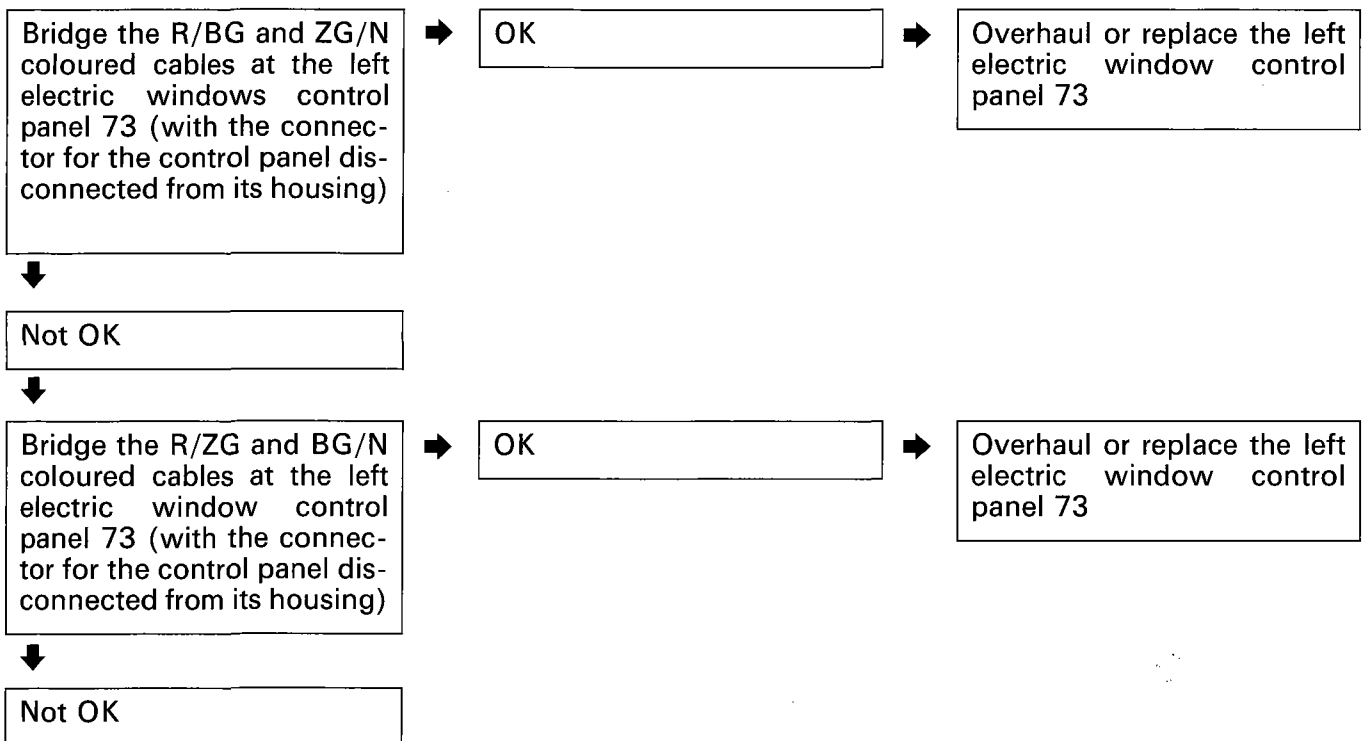 Bridge the R/BG and ZG/N
coloured cables at the left
electric windows control
panel 73 (with the connec-
tor for the control panel dis-
connected from its housing)
OK
Overhaul or replace the left
electric window control
panel 73
Not OK
Bridge the R/ZG and BG/N
coloured cables at the left
electric window control
panel 73 (with the connec-
tor for the control panel dis-
connected from its housing)
OK
Overhaul or replace the left
electric window control
panel 73
Not OK